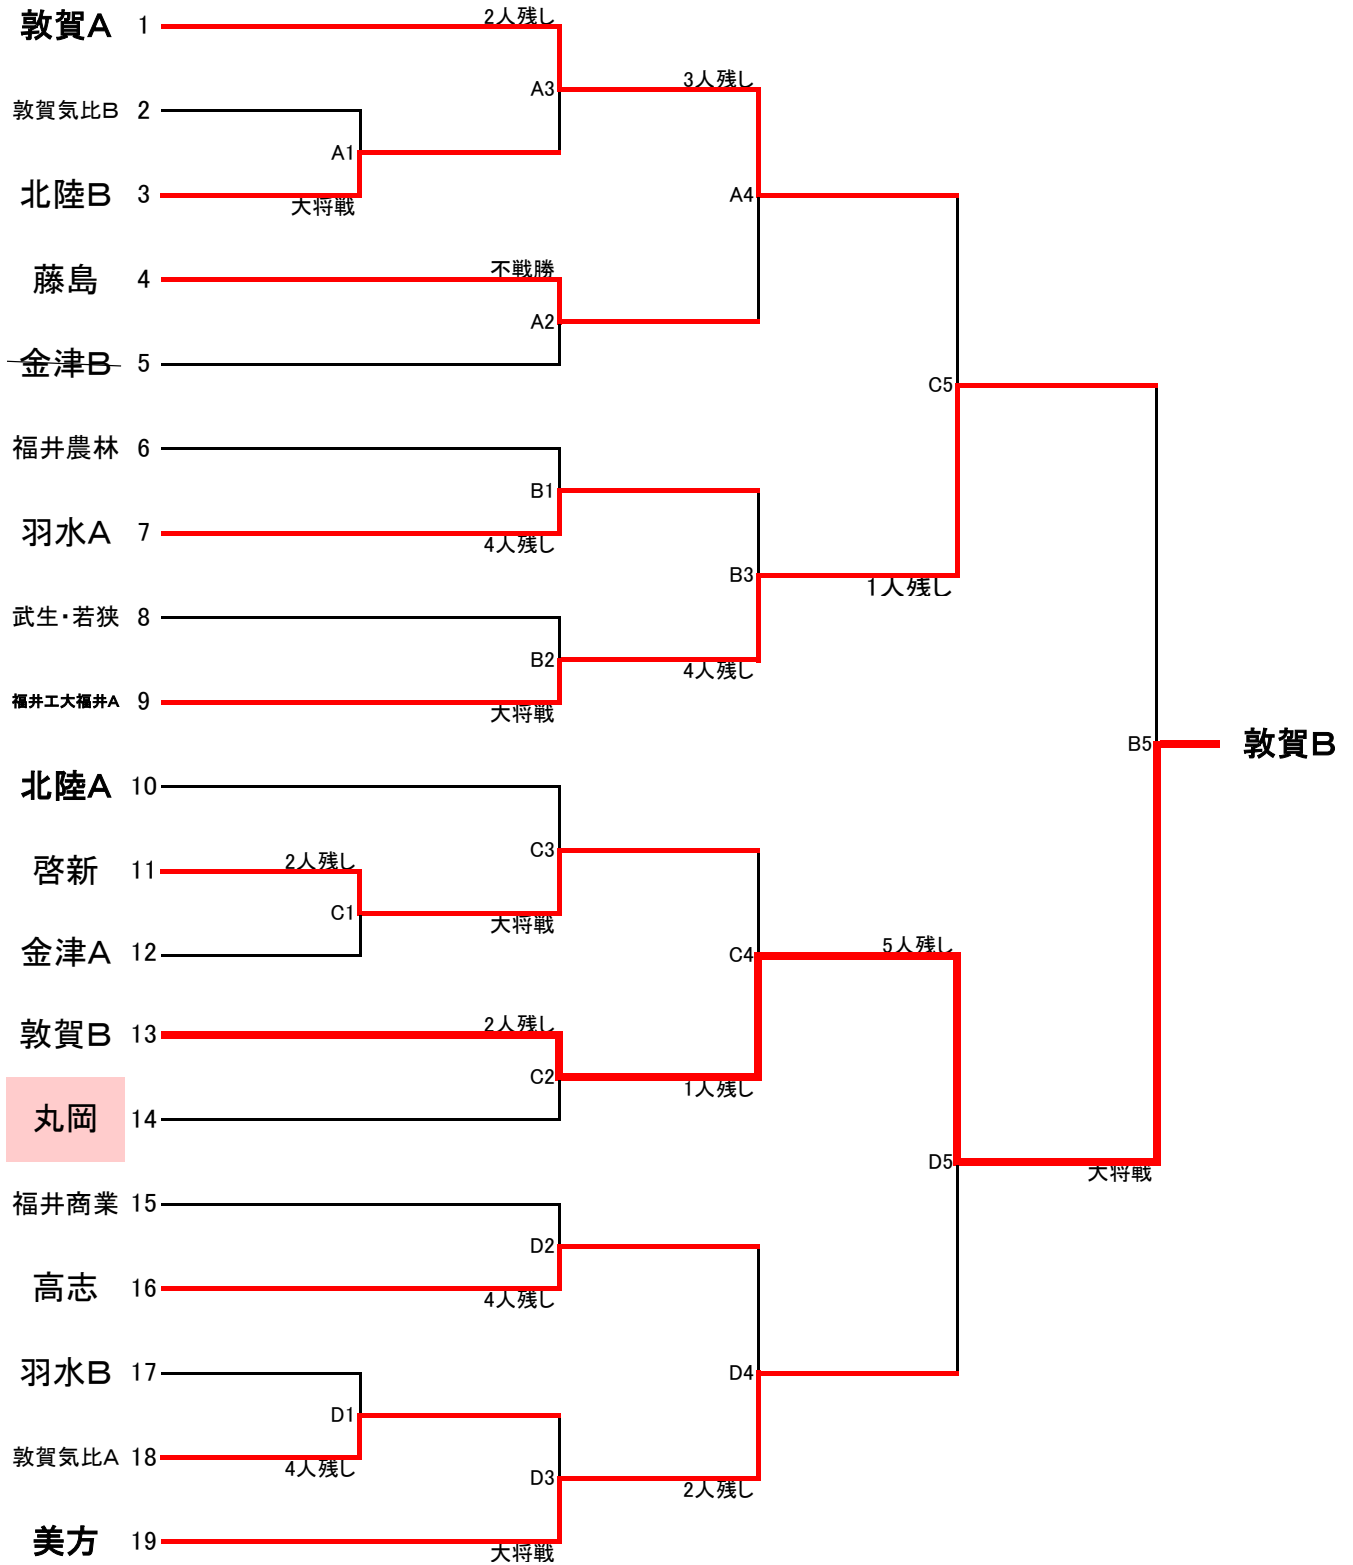 敦賀A 1
2人残し
A3
3人残し
敦賀気比B 2
A1
北陸B 3
大将戦
A4
藤島 4
不戦勝
A2
金津B 5
C5
福井農林 6
B1
羽水A 7
4人残し
B3
1人残し
武生・若狭 8
B2
4人残し
福井工大福井A 9
大将戦
B5
敦賀B
北陸A 10
C3
啓新 11
2人残し
C1
大将戦
金津A 12
C4
5人残し
敦賀B 13
2人残し
C2
1人残し
丸岡 14
D5
大将戦
福井商業 15
D2
高志 16
4人残し
羽水B 17
D4
D1
敦賀気比A 18
4人残し
D3
2人残し
美方 19
大将戦